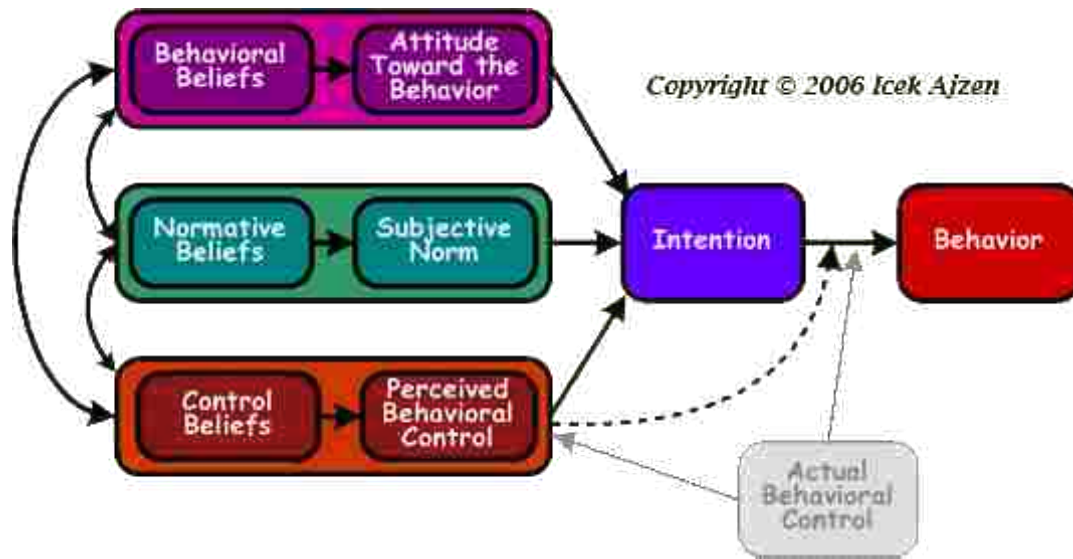 Behavioral
Beliefs
Attitude
Toward the
Behavior
Copyright © 2006 Icek Ajzen
Normative
Beliefs
Subjective
Norm
Intention
Behavior
Control
Beliefs
Perceived
Behavioral
Control
Actual
Behavioral
Control